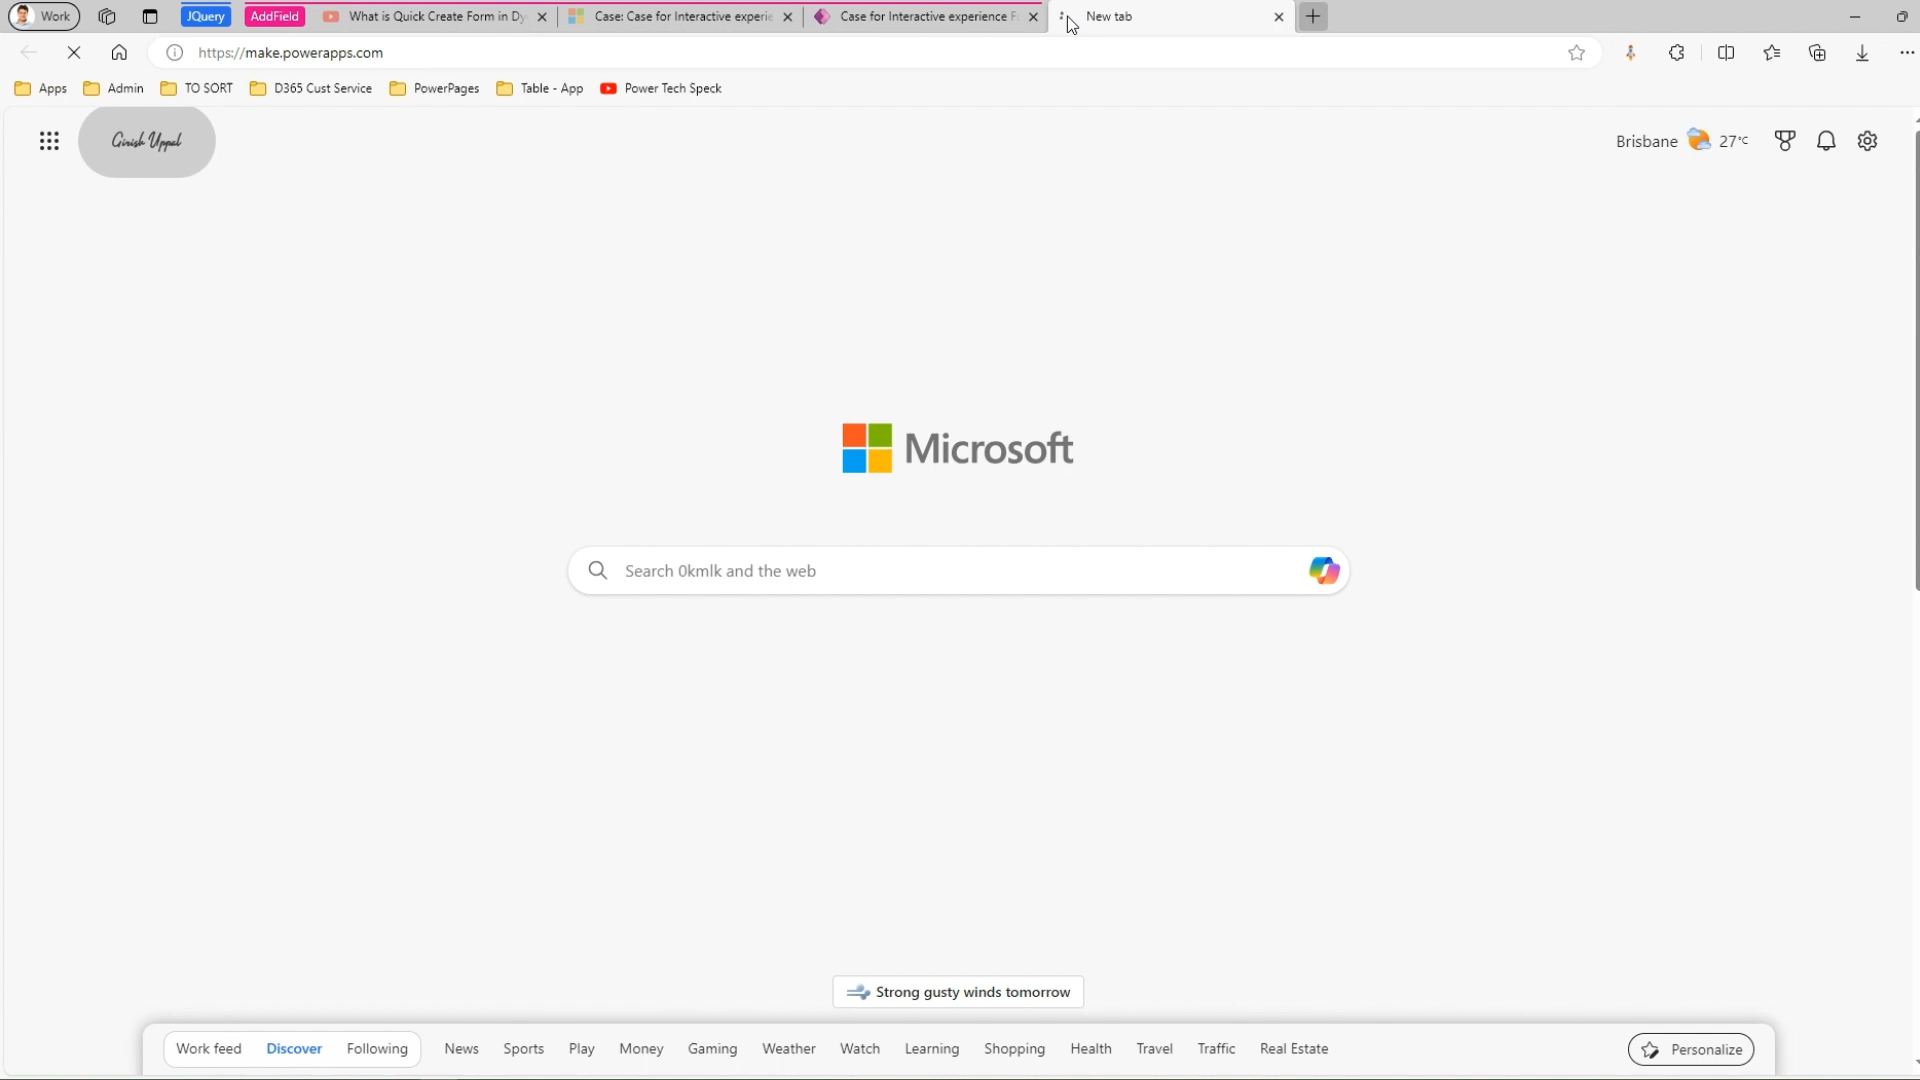 Work JQuery AddField What is Quick Create Form in Dy Case: Case for Interactive experie Case for Interactive experience F New tab
https://make.powerapps.com
Apps Admin TO SORT D365 Cust Service PowerPages Table - App Power Tech Speck
Girish Uppal Brisbane 27°C
Microsoft
Search 0kmlk and the web
Strong gusty winds tomorrow
Work feed Discover Following News Sports Play Money Gaming Weather Watch Learning Shopping Health Travel Traffic Real Estate Personalize